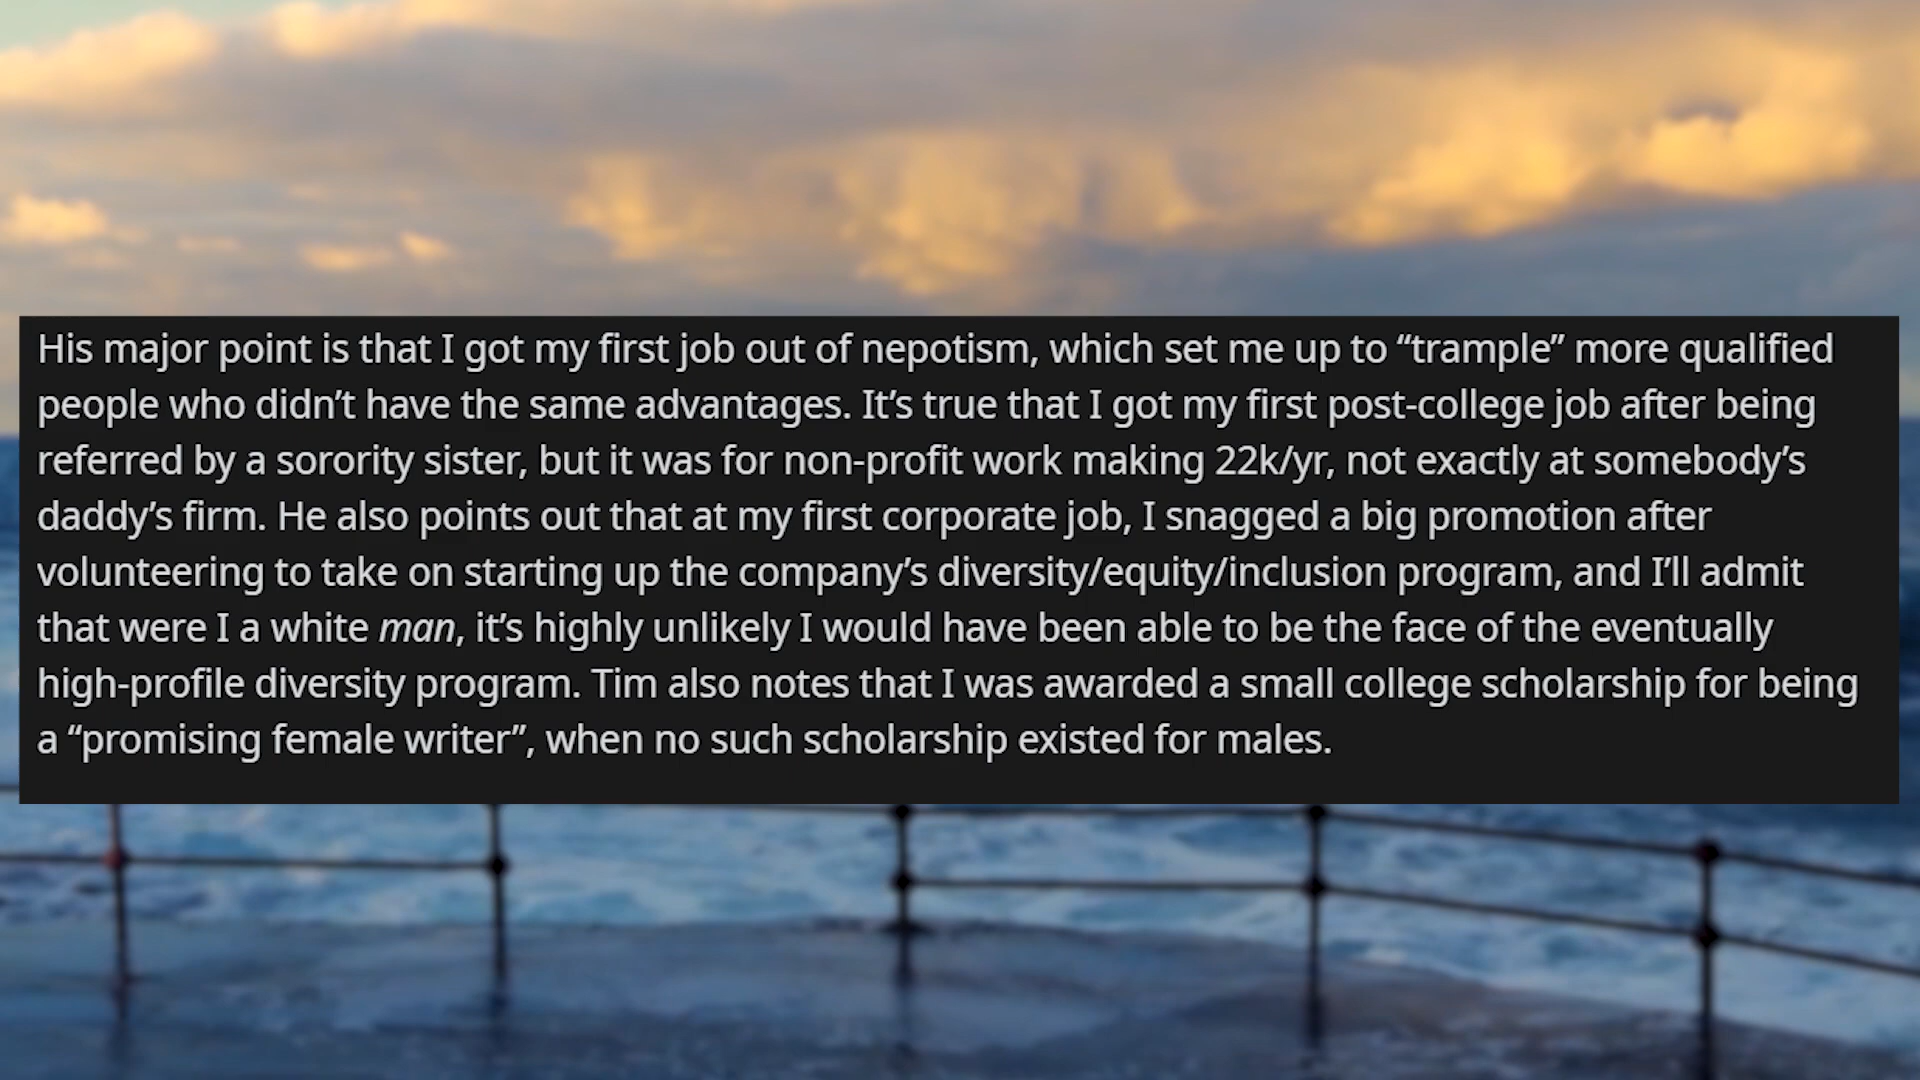 His major point is that I got my first job out of nepotism, which set me up to “trample” more qualified
people who didn’t have the same advantages. It’s true that I got my first post-college job after being
referred by a sorority sister, but it was for non-profit work making 22k/yr, not exactly at somebody’s
daddy’s firm. He also points out that at my first corporate job, I snagged a big promotion after
volunteering to take on starting up the company’s diversity/equity/inclusion program, and I’ll admit
that were I a white man, it’s highly unlikely I would have been able to be the face of the eventually
high-profile diversity program. Tim also notes that I was awarded a small college scholarship for being
a “promising female writer”, when no such scholarship existed for males.